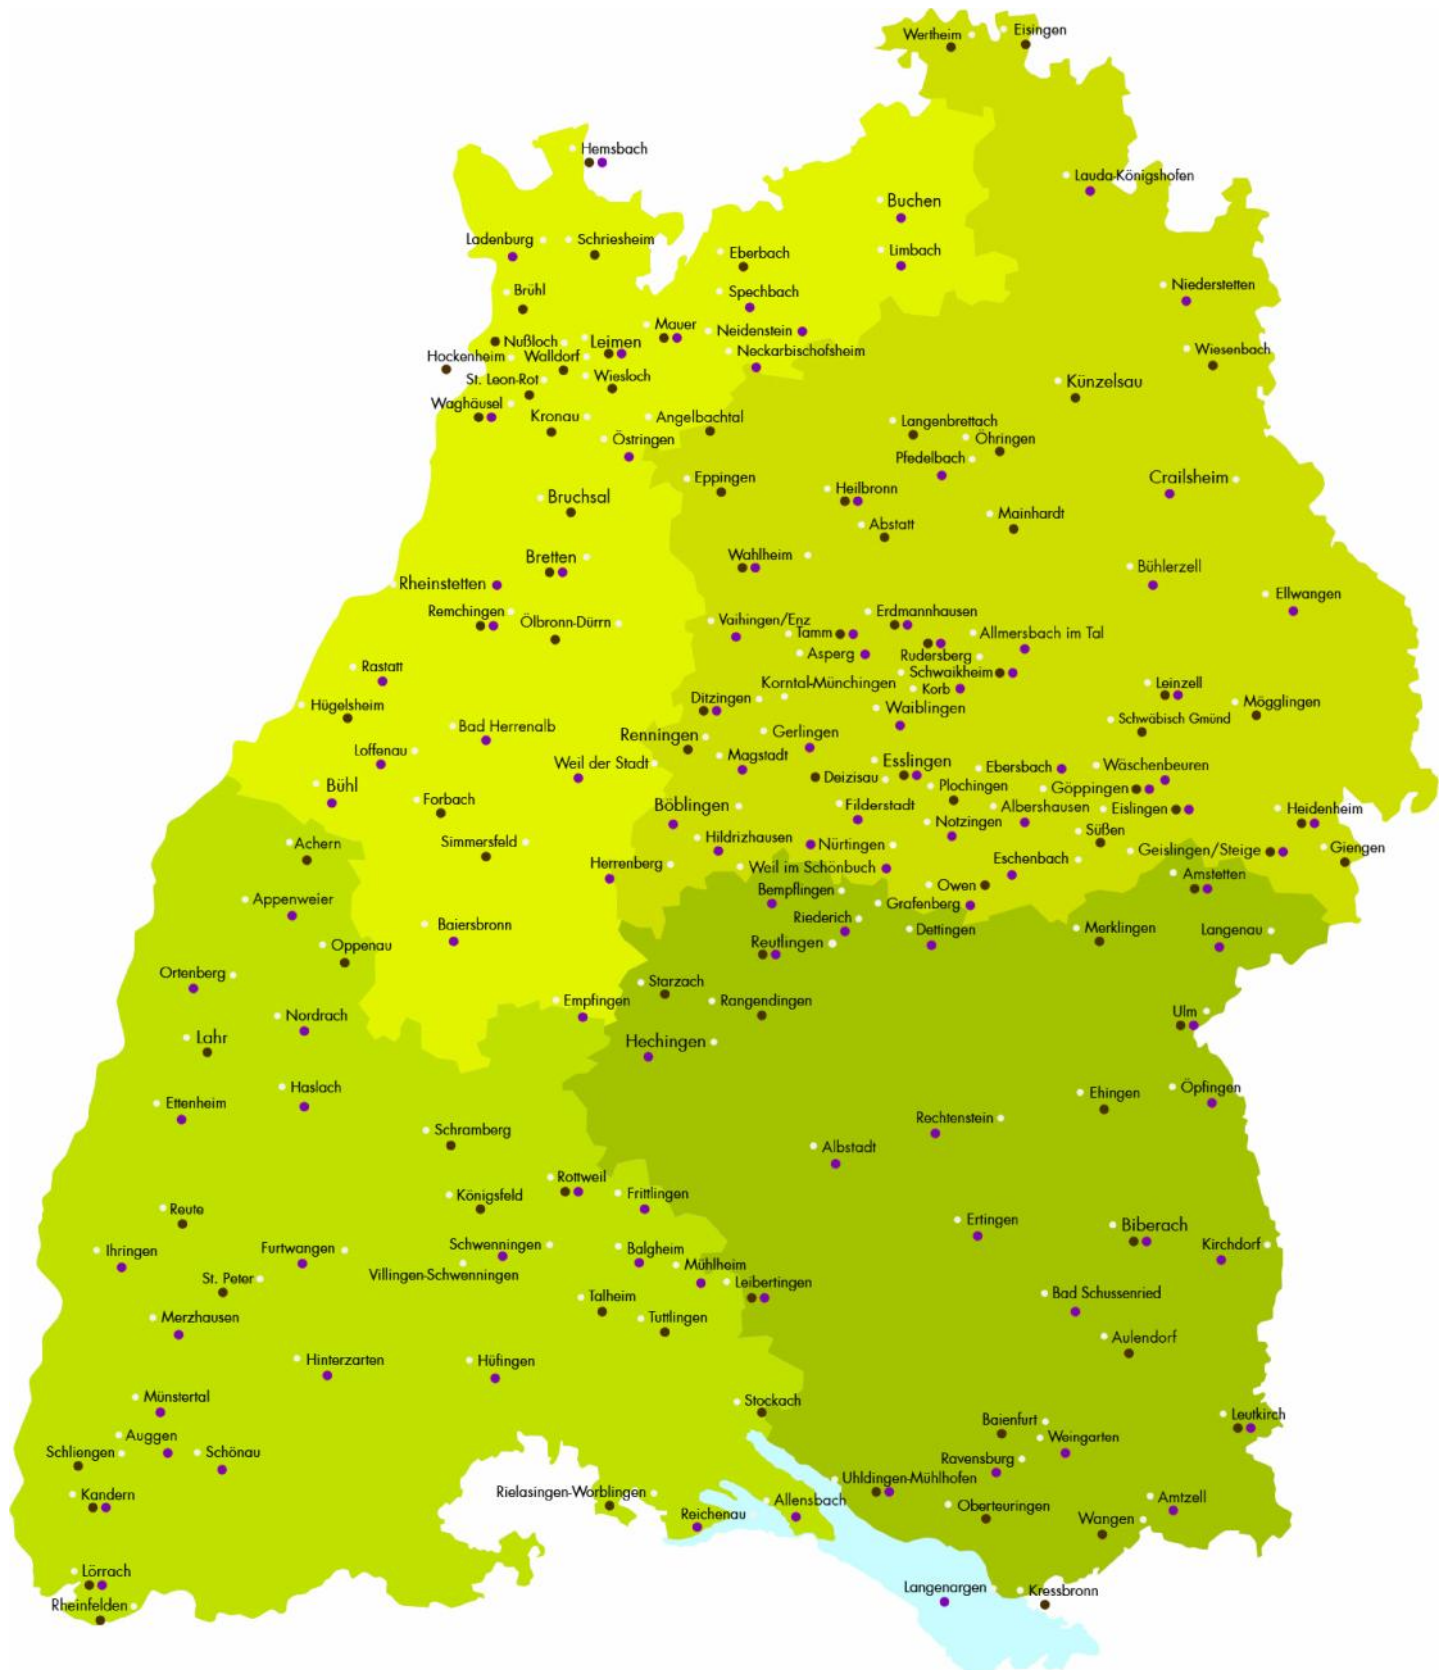 Wertheim
Eisingen
Hemsbach
Lauda-Königshofen
Buchen
Ladenburg
Schriesheim
Eberbach
Limbach
Brühl
Spechbach
Niederstetten
Mauer
Neidenstein
Nußloch
Leimen
Hockenheim
Walldorf
Neckarbischofsheim
Wiesenbach
St. Leon-Rot
Wiesloch
Künzelsau
Waghäusel
Kronau
Angelbachtal
Langenbrettach
Östringen
Öhringen
Pfedelbach
Eppingen
Crailsheim
Heilbronn
Bruchsal
Abstatt
Mainhardt
Bretten
Wahlheim
Bühlerzell
Rheinstetten
Ellwangen
Remchingen
Ölbronn-Dürrn
Vaihingen/Enz
Erdmannhausen
Tamm
Allmersbach im Tal
Asperg
Rudersberg
Rastatt
Schwaikheim
Korntal-Münchingen
Korb
Leinzell
Ditzingen
Hügelsheim
Waiblingen
Mögglingen
Schwäbisch Gmünd
Bad Herrenalb
Renningen
Gerlingen
Loffenau
Weil der Stadt
Magstadt
Esslingen
Ebersbach
Wäschenbeuren
Deizisau
Bühl
Plochingen
Göppingen
Forbach
Böblingen
Filderstadt
Albershausen
Eislingen
Heidenheim
Notzingen
Süßen
Achern
Simmersfeld
Hildrizhausen
Nürtingen
Geislingen/Steige
Giengen
Herrenberg
Weil im Schönbuch
Eschenbach
Amstetten
Appenweier
Bempflingen
Owen
Grafenberg
Riederich
Baiersbronn
Dettingen
Merklingen
Langenau
Oppenau
Reutlingen
Ortenberg
Starzach
Empfingen
Rangendingen
Nordrach
Ulm
Lahr
Hechingen
Haslach
Öpfingen
Ettenheim
Ehingen
Rechtenstein
Schramberg
Albstadt
Rottweil
Königsfeld
Frittlingen
Reute
Ertingen
Biberach
Ihringen
Furtwangen
Schwenningen
Balgheim
Kirchdorf
Mühlheim
St. Peter
Villingen-Schwenningen
Leibertingen
Talheim
Bad Schussenried
Merzhausen
Tuttlingen
Aulendorf
Hinterzarten
Hüfingen
Münstertal
Stockach
Leutkirch
Baienfurt
Auggen
Weingarten
Schliengen
Schönau
Ravensburg
Uhldingen-Mühlhofen
Kandern
Rielasingen-Worblingen
Allensbach
Amtzell
Oberteuringen
Reichenau
Wangen
Lörrach
Langenargen
Kressbronn
Rheinfelden